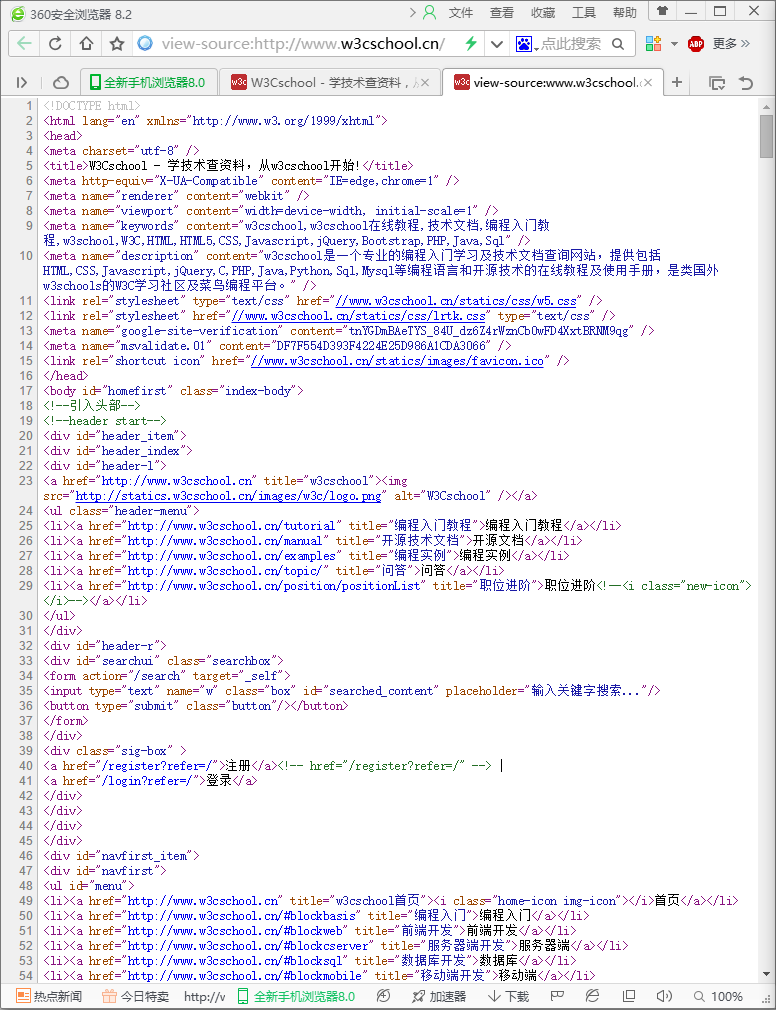 360安全浏览器 8.2
文件 查看 收藏 工具 帮助
view-source:http://www.w3cschool.cn/
点此搜索
ABP
更多 »
全新手机浏览器8.0
W3Cschool - 学技术查资料，从
view-source:www.w3cschool.c
1 <!DOCTYPE html>
2 <html lang="en" xmlns="http://www.w3.org/1999/xhtml">
3 <head>
4 <meta charset="utf-8" />
5 <title>W3Cschool - 学技术查资料，从w3cschool开始!</title>
6 <meta http-equiv="X-UA-Compatible" content="IE=edge,chrome=1" />
7 <meta name="renderer" content="webkit" />
8 <meta name="viewport" content="width=device-width, initial-scale=1" />
9 <meta name="keywords" content="w3cschool,w3cschool在线教程,技术文档,编程入门教
程,w3school,W3C,HTML,HTML5,CSS,Javascript,jQuery,Bootstrap,PHP,Java,Sql" />
10 <meta name="description" content="w3cschool是一个专业的编程入门学习及技术文档查询网站，提供包括
HTML,CSS,Javascript,jQuery,C,PHP,Java,Python,Sql,Mysql等编程语言和开源技术的在线教程及使用手册，是类国外
w3schools的W3C学习社区及菜鸟编程平台。" />
11 <link rel="stylesheet" type="text/css" href="//www.w3cschool.cn/statics/css/w5.css" />
12 <link rel="stylesheet" href="//www.w3cschool.cn/statics/css/lrtk.css" type="text/css" />
13 <meta name="google-site-verification" content="tnYGDmBAeTYS_84U_dz6Z4rWznCbOwFD4XxtBRNM9qg" />
14 <meta name="msvalidate.01" content="DF7F554D393F4224E25D986A1CDA3066" />
15 <link rel="shortcut icon" href="//www.w3cschool.cn/statics/images/favicon.ico" />
16 </head>
17 <body id="homefirst" class="index-body">
18 <!--引入头部-->
19 <!--header start-->
20 <div id="header_item">
21 <div id="header_index">
22 <div id="header-l">
23 <a href="http://www.w3cschool.cn" title="w3cschool"><img
src="http://statics.w3cschool.cn/images/w3c/logo.png" alt="W3Cschool" /></a>
24 <ul class="header-menu">
25 <li><a href="http://www.w3cschool.cn/tutorial" title="编程入门教程">编程入门教程</a></li>
26 <li><a href="http://www.w3cschool.cn/manual" title="开源技术文档">开源文档</a></li>
27 <li><a href="http://www.w3cschool.cn/examples" title="编程实例">编程实例</a></li>
28 <li><a href="http://www.w3cschool.cn/topic/" title="问答">问答</a></li>
29 <li><a href="http://www.w3cschool.cn/position/positionList" title="职位进阶">职位进阶<!--<i class="new-icon">
</i>--></a></li>
30 </ul>
31 </div>
32 <div id="header-r">
33 <div id="searchui" class="searchbox">
34 <form action="/search" target="_self">
35 <input type="text" name="w" class="box" id="searched_content" placeholder="输入关键字搜索..."/>
36 <button type="submit" class="button"/></button>
37 </form>
38 </div>
39 <div class="sig-box" >
40 <a href="/register?refer=/">注册</a><!-- href="/register?refer=/" --> |
41 <a href="/login?refer=/">登录</a>
42 </div>
43 </div>
44 </div>
45 </div>
46 <div id="navfirst_item">
47 <div id="navfirst">
48 <ul id="menu">
49 <li><a href="http://www.w3cschool.cn" title="w3cschool首页"><i class="home-icon img-icon"></i>首页</a></li>
50 <li><a href="http://www.w3cschool.cn/#blockbasis" title="编程入门">编程入门</a></li>
51 <li><a href="http://www.w3cschool.cn/#blockweb" title="前端开发">前端开发</a></li>
52 <li><a href="http://www.w3cschool.cn/#blockcserver" title="服务器端开发">服务器端</a></li>
53 <li><a href="http://www.w3cschool.cn/#blocksql" title="数据库开发">数据库</a></li>
54 <li><a href="http://www.w3cschool.cn/#blockmobile" title="移动端开发">移动端</a></li>
热点新闻 今日特卖 http://v 全新手机浏览器8.0 加速器 下载 100%